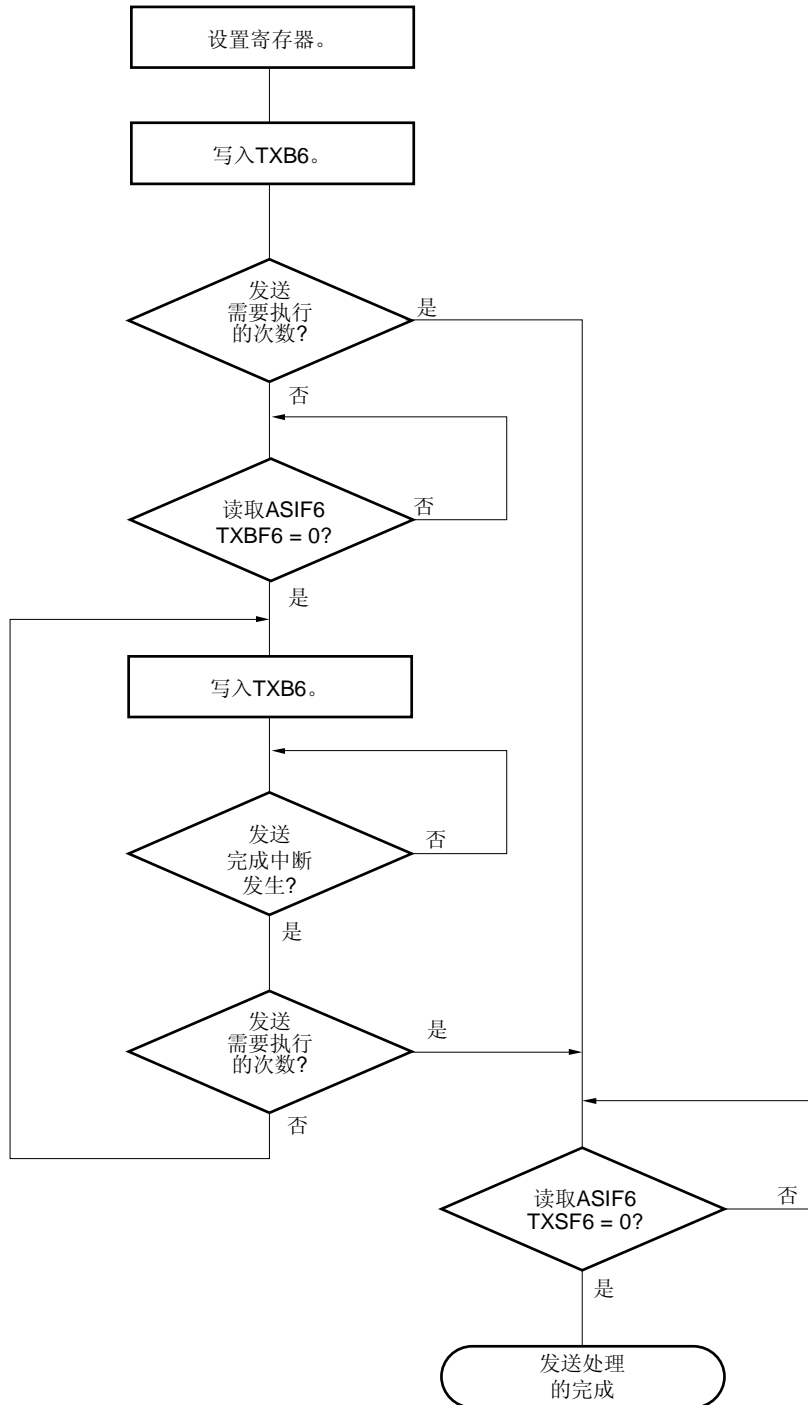 设置寄存器。
写入TXB6。
发送
需要执行
的次数?
是
否
读取ASIF6
TXBF6 = 0?
否
是
写入TXB6。
发送
完成中断
发生?
否
是
发送
需要执行
的次数?
是
否
读取ASIF6
TXSF6 = 0?
否
是
发送处理
的完成